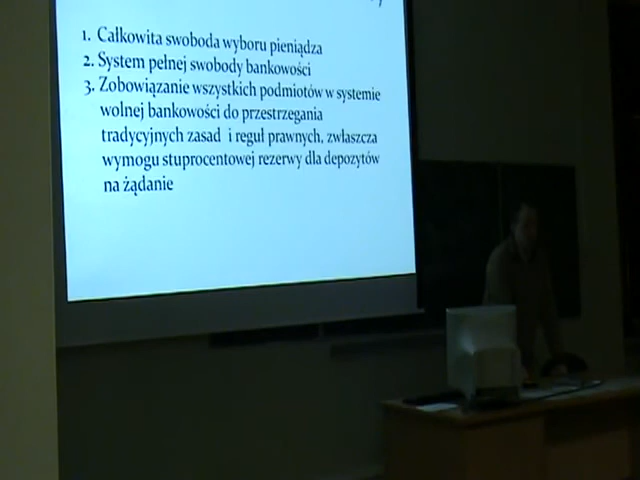 1. Całkowita swoboda wyboru pieniądza
2. System pełnej swobody bankowości
3. Zobowiązanie wszystkich podmiotów w systemie
wolnej bankowości do przestrzegania
tradycyjnych zasad i reguł prawnych, zwłaszcza
wymogu stuprocentowej rezerwy dla depozytów
na żądanie